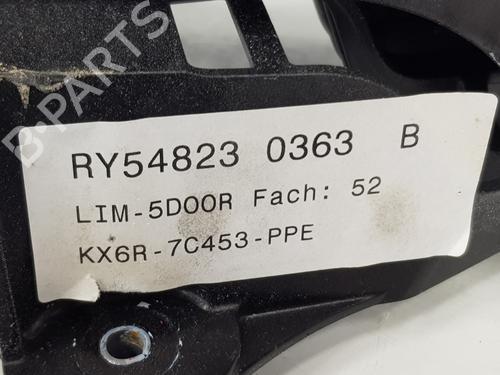 B-PARTS
RY54823 0363 B
LIM-5DOOR Fach: 52
KX6R-7C453-PPE